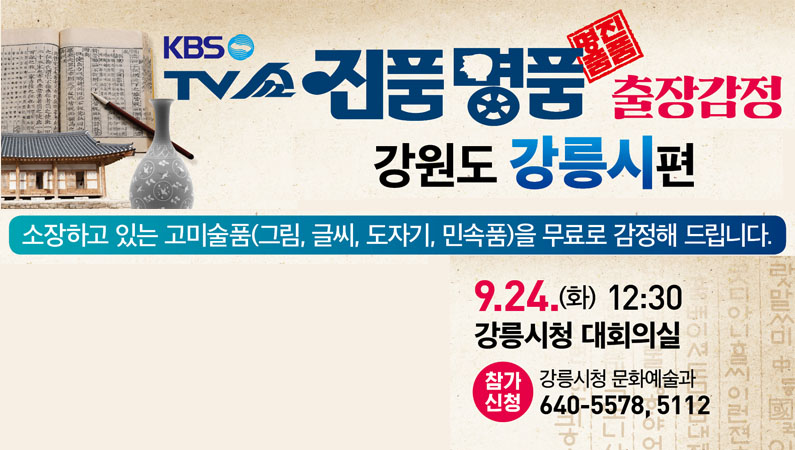 KBS
TV쇼 진품명품
진품
명품
출장감정
강원도 강릉시편
소장하고 있는 고미술품(그림, 글씨, 도자기, 민속품)을 무료로 감정해 드립니다.
9.24.(화) 12:30
강릉시청 대회의실
참가
신청
강릉시청 문화예술과
640-5578, 5112